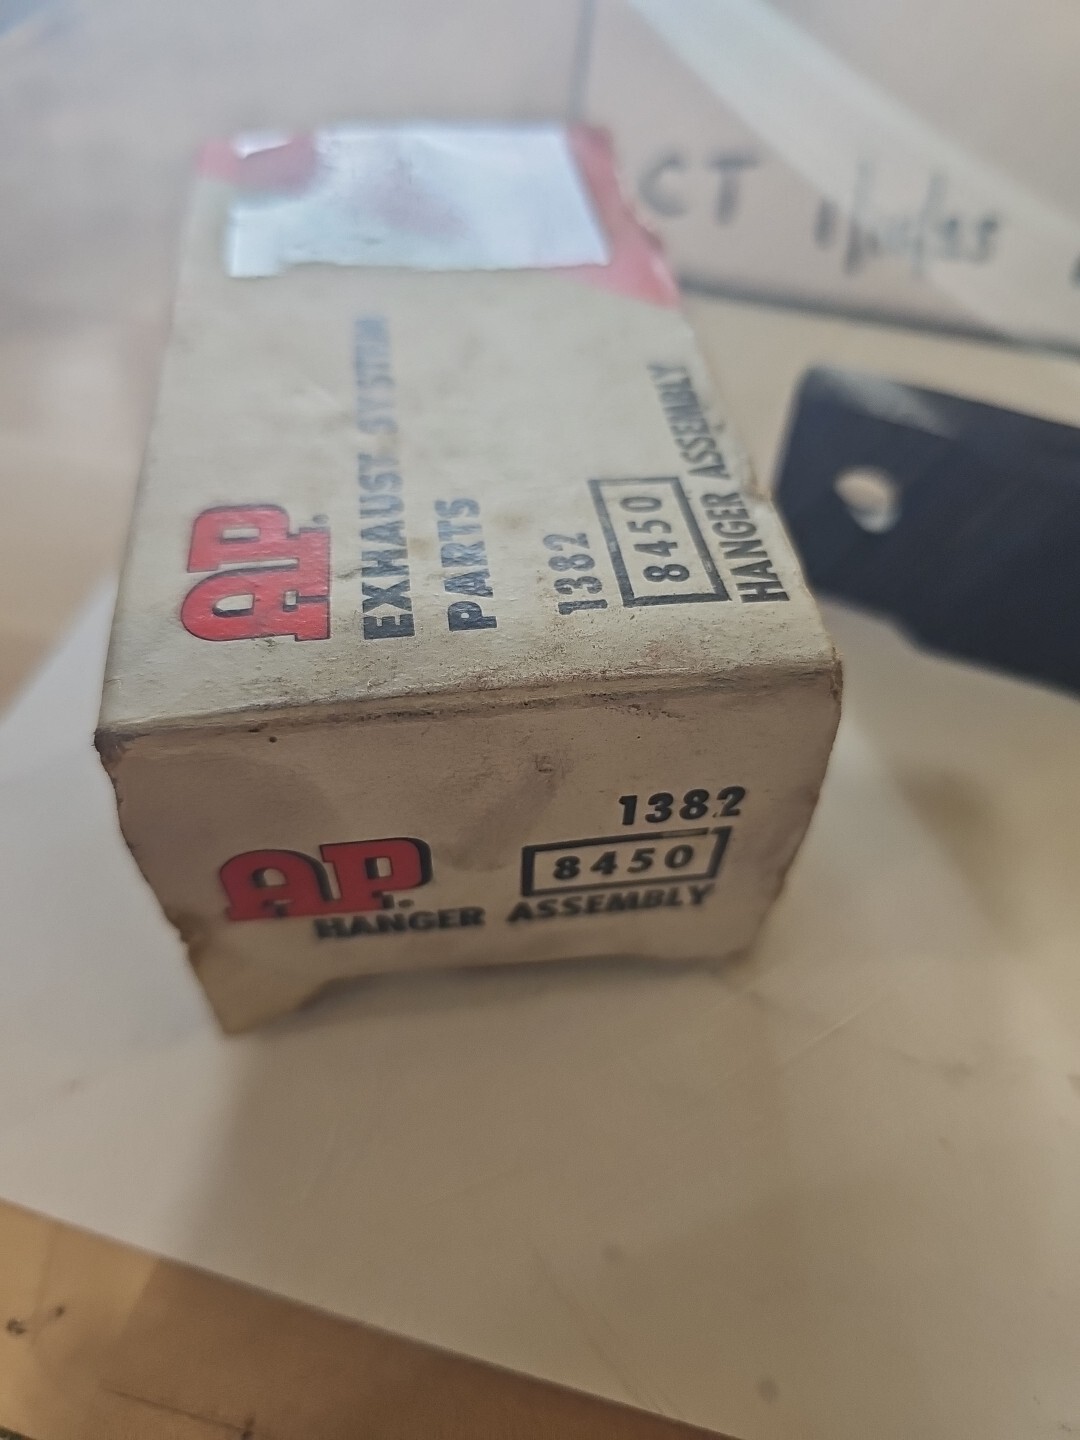 AP.
EXHAUST SYSTEM
PARTS
1382
8450
HANGER ASSEMBLY
1382
AP.
8450
HANGER ASSEMBLY
CT